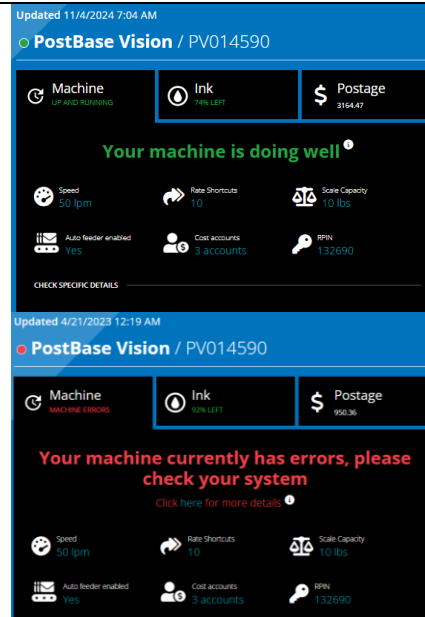 Updated 11/4/2024 7:04 AM
PostBase Vision / PV014590
Machine
UP AND RUNNING
Ink
74% LEFT
Postage
3164.47
Your machine is doing well
Speed
50 lpm
Rate Shortcuts
10
Scale Capacity
10 lbs
Auto feeder enabled
Yes
Cost accounts
3 accounts
RPIN
132690
CHECK SPECIFIC DETAILS
Updated 4/21/2023 12:19 AM
PostBase Vision / PV014590
Machine
MACHINE ERRORS
Ink
92% LEFT
Postage
950.36
Your machine currently has errors, please
check your system
Click here for more details
Speed
50 lpm
Rate Shortcuts
10
Scale Capacity
10 lbs
Auto feeder enabled
Yes
Cost accounts
3 accounts
RPIN
132690